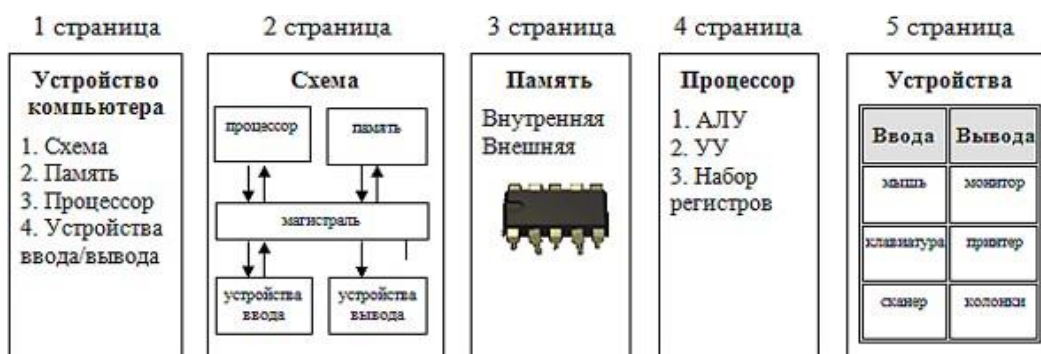 1 страница
2 страница
3 страница
4 страница
5 страница
Устройство
компьютера
1. Схема
2. Память
3. Процессор
4. Устройства
ввода/вывода
Схема
процессор
память
магистраль
устройства
ввода
устройства
вывода
Память
Внутренняя
Внешняя
Процессор
1. АЛУ
2. УУ
3. Набор
регистров
Устройства
Ввода Вывода
мышь монитор
клавиатура принтер
сканер колонки